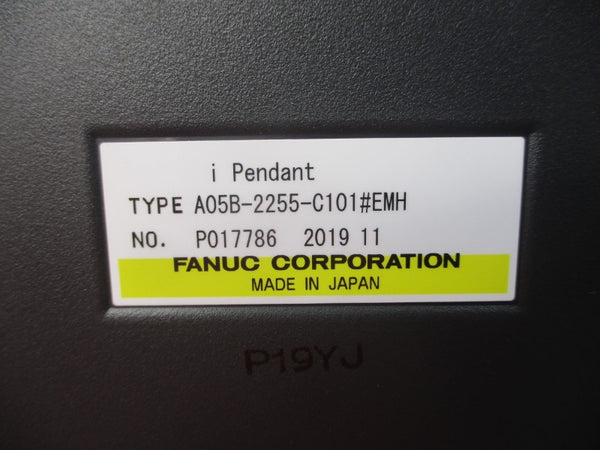 i Pendant
TYPE A05B-2255-C101#EMH
NO. P017786 2019 11
FANUC CORPORATION
MADE IN JAPAN
P19YJ